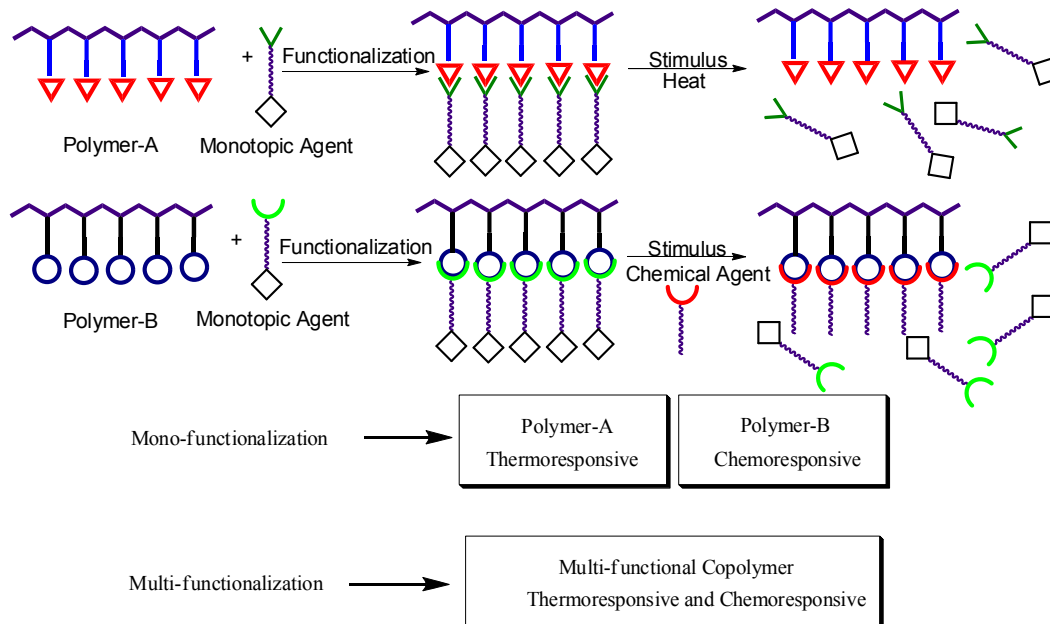 +
Functionalization
Stimulus
Heat
Polymer-A
Monotopic Agent
+
Functionalization
Stimulus
Chemical Agent
Polymer-B
Monotopic Agent
Mono-functionalization
Polymer-A
Thermoresponsive
Polymer-B
Chemoresponsive
Multi-functionalization
Multi-functional Copolymer
Thermoresponsive and Chemoresponsive